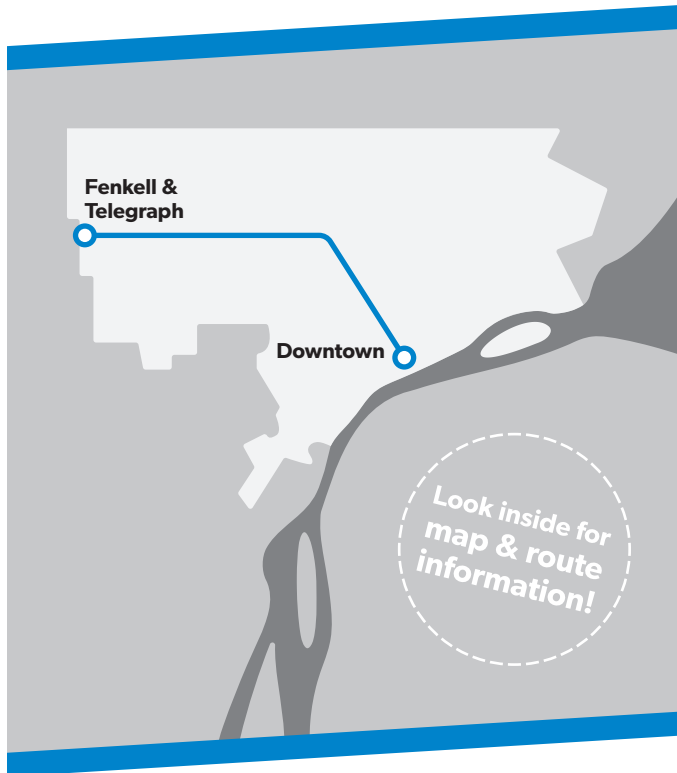 Fenkell &
Telegraph
Downtown
Look inside for
map & route
information!